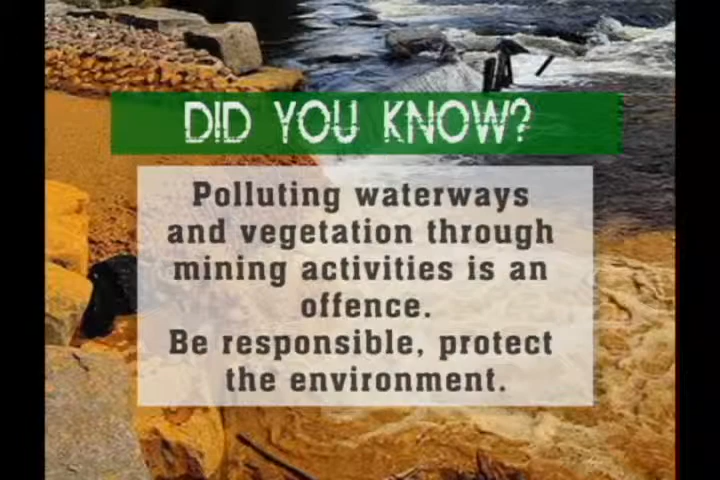 DID YOU KNOW?
Polluting waterways
and vegetation through
mining activities is an
offence.
Be responsible, protect
the environment.